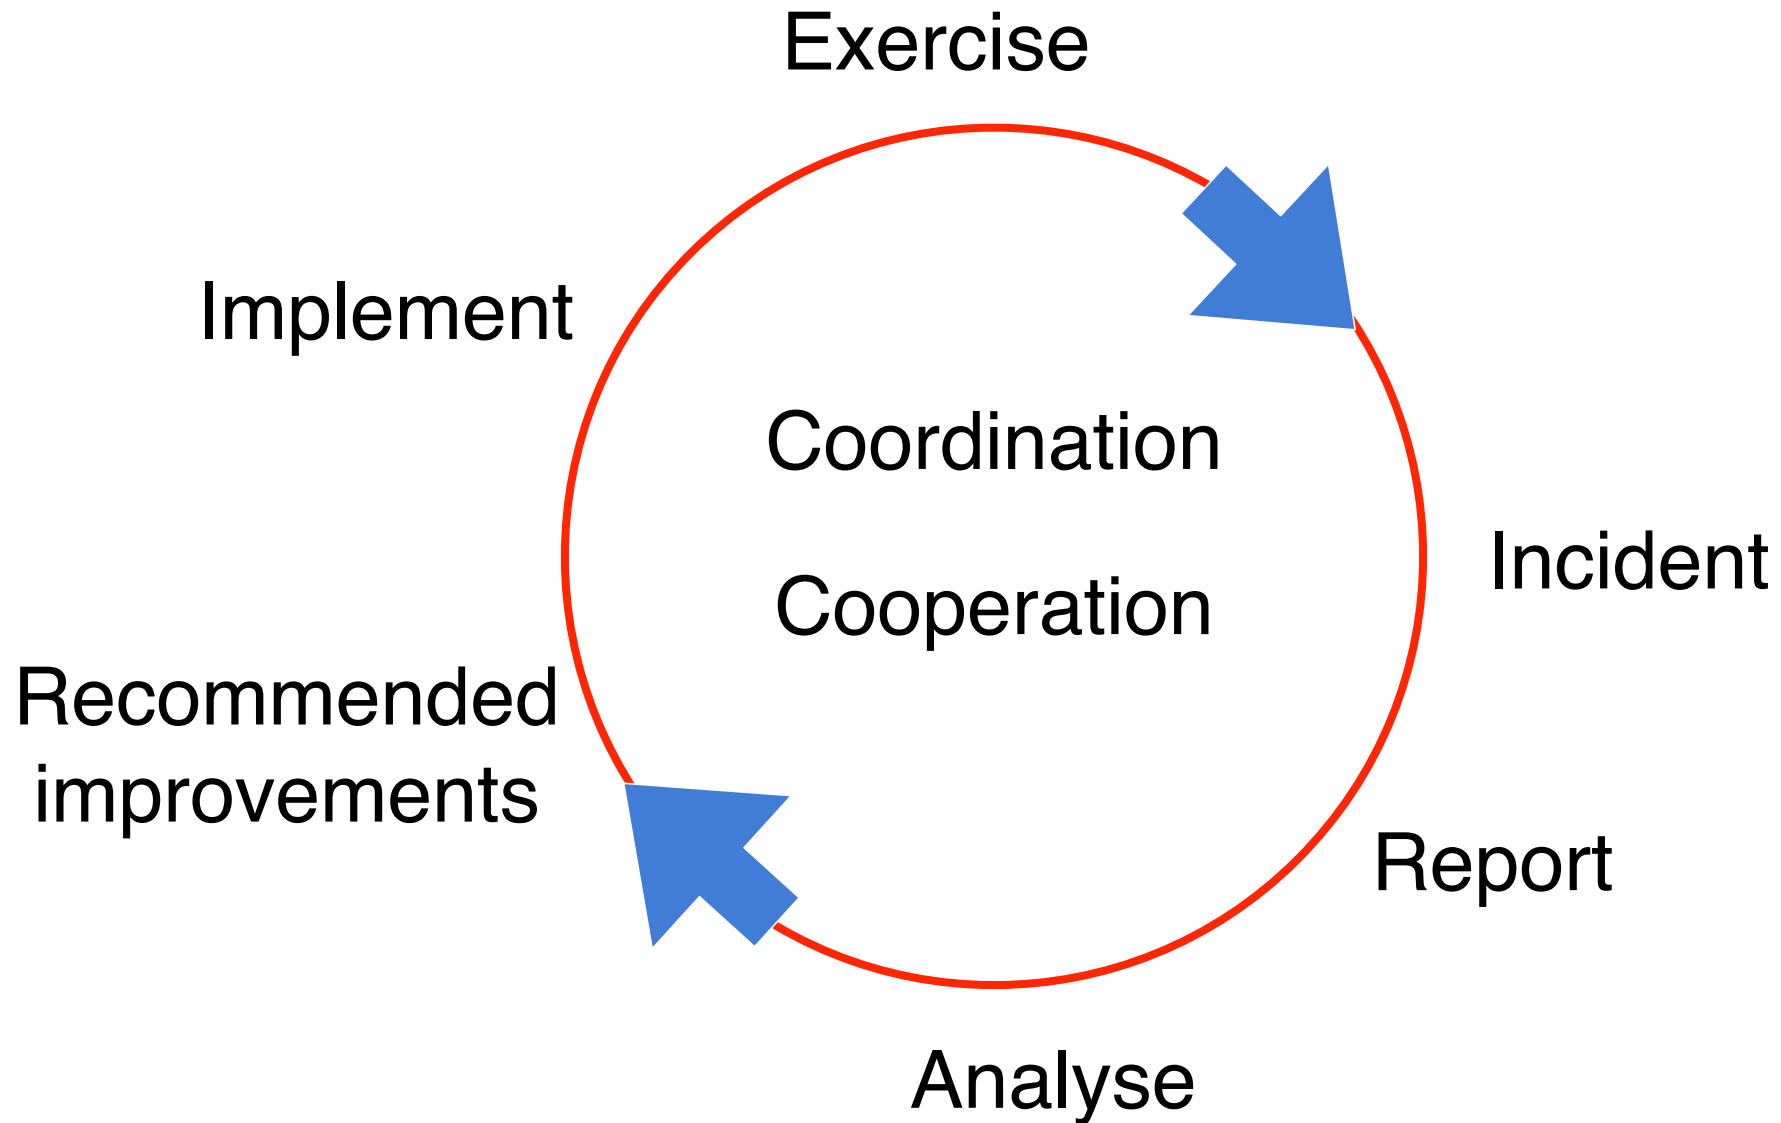 Exercise
Implement
Coordination
Incident
Cooperation
Recommended
improvements
Report
Analyse